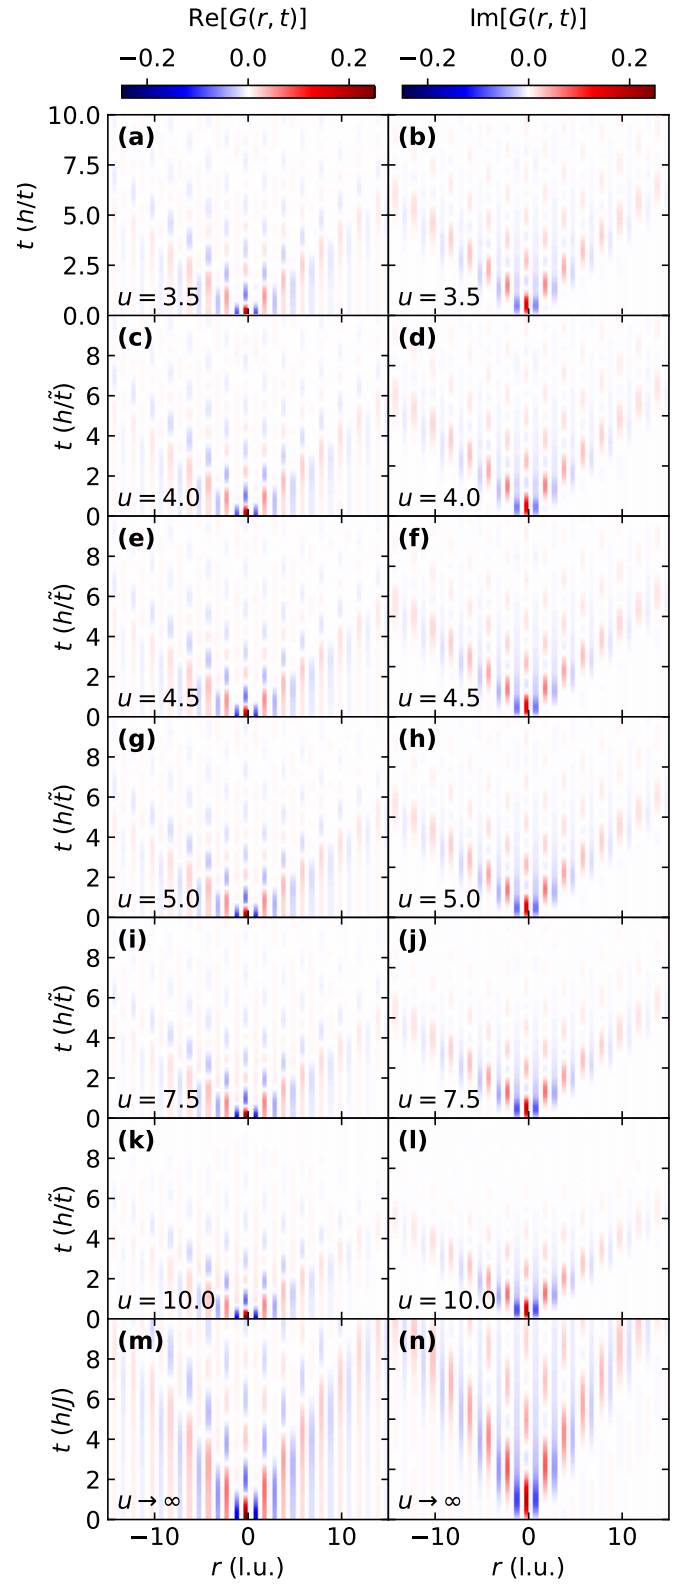 Re[G(r, t)] Im[G(r, t)]
−0.2 0.0 0.2 −0.2 0.0 0.2
(a) (b)
10.0
7.5
5.0
2.5
0.0
t (h/t)
u = 3.5 u = 3.5
(c) (d)
8
6
4
2
0
t (h/t̃)
u = 4.0 u = 4.0
(e) (f)
8
6
4
2
0
t (h/t̃)
u = 4.5 u = 4.5
(g) (h)
8
6
4
2
0
t (h/t̃)
u = 5.0 u = 5.0
(i) (j)
8
6
4
2
0
t (h/t̃)
u = 7.5 u = 7.5
(k) (l)
8
6
4
2
0
t (h/t̃)
u = 10.0 u = 10.0
(m) (n)
8
6
4
2
0
t (h/J)
u → ∞ u → ∞
−10 0 10 −10 0 10
r (l.u.) r (l.u.)